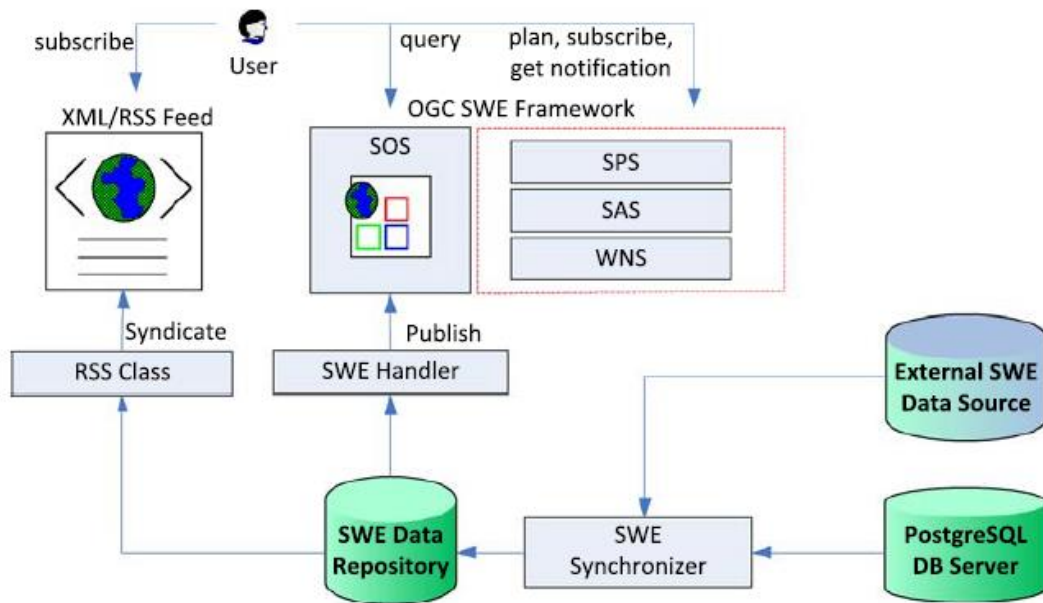 subscribe
User
query
plan, subscribe,
get notification
XML/RSS Feed
OGC SWE Framework
SOS
SPS
SAS
WNS
Syndicate
Publish
RSS Class
SWE Handler
External SWE
Data Source
SWE Data
Repository
SWE
Synchronizer
PostgreSQL
DB Server